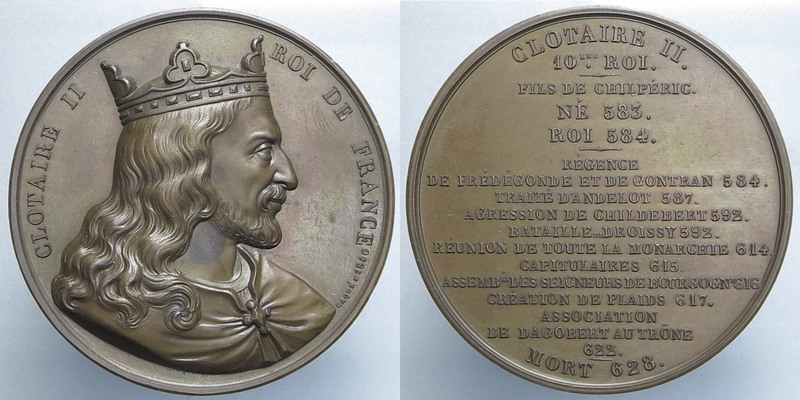 CLOTAIRE II ROI DE FRANCE
CAQUÉ
CLOTAIRE II.
10ME ROI.
FILS DE CHILPÉRIC.
NÉ 583.
ROI 584.
RÉGENCE
DE FRÉDÉGONDE ET DE GONTRAN 584.
TRAITÉ D'ANDELOT 587.
AGRESSION DE CHILDEBERT 592.
BATAILLE DE DROISSY 592.
RÉUNION DE TOUTE LA MONARCHIE 614
CAPITULAIRES 615.
ASSEMB. DES SEIGNEURS DE BOURGOGNE 616
CRÉATION DE PLAIDS 617.
ASSOCIATION
DE DAGOBERT AU TRÔNE
622.
MORT 628.